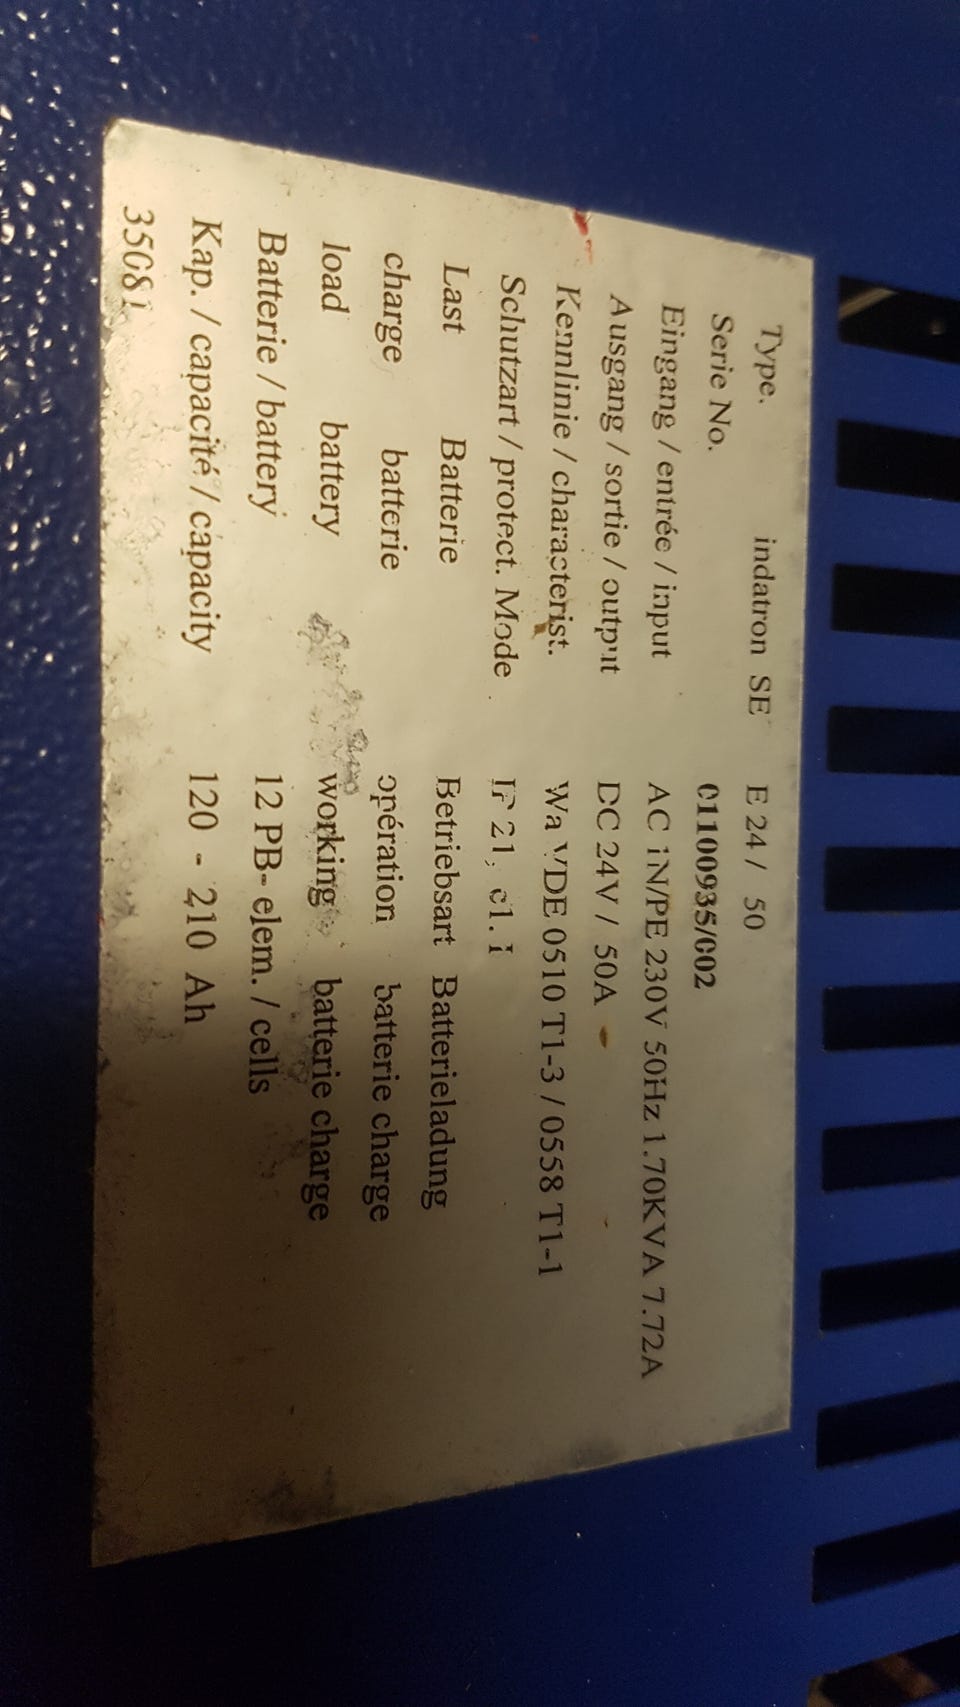 Type. indatron SE E 24 / 50
Serie No. 01100935/002
Eingang / entrée / input AC 1N/PE 230V 50Hz 1.70KVA 7.72A
Ausgang / sortie / output DC 24V / 50A
Kennlinie / characterist. Wa VDE 0510 T1-3 / 0558 T1-1
Schutzart / protect. Mode IP 21, cl. I
Last Batterie Betriebsart Batterieladung
charge batterie opération batterie charge
load battery working batterie charge
Batterie / battery 12 PB- elem. / cells
Kap. / capacité / capacity 120 - 210 Ah
35081